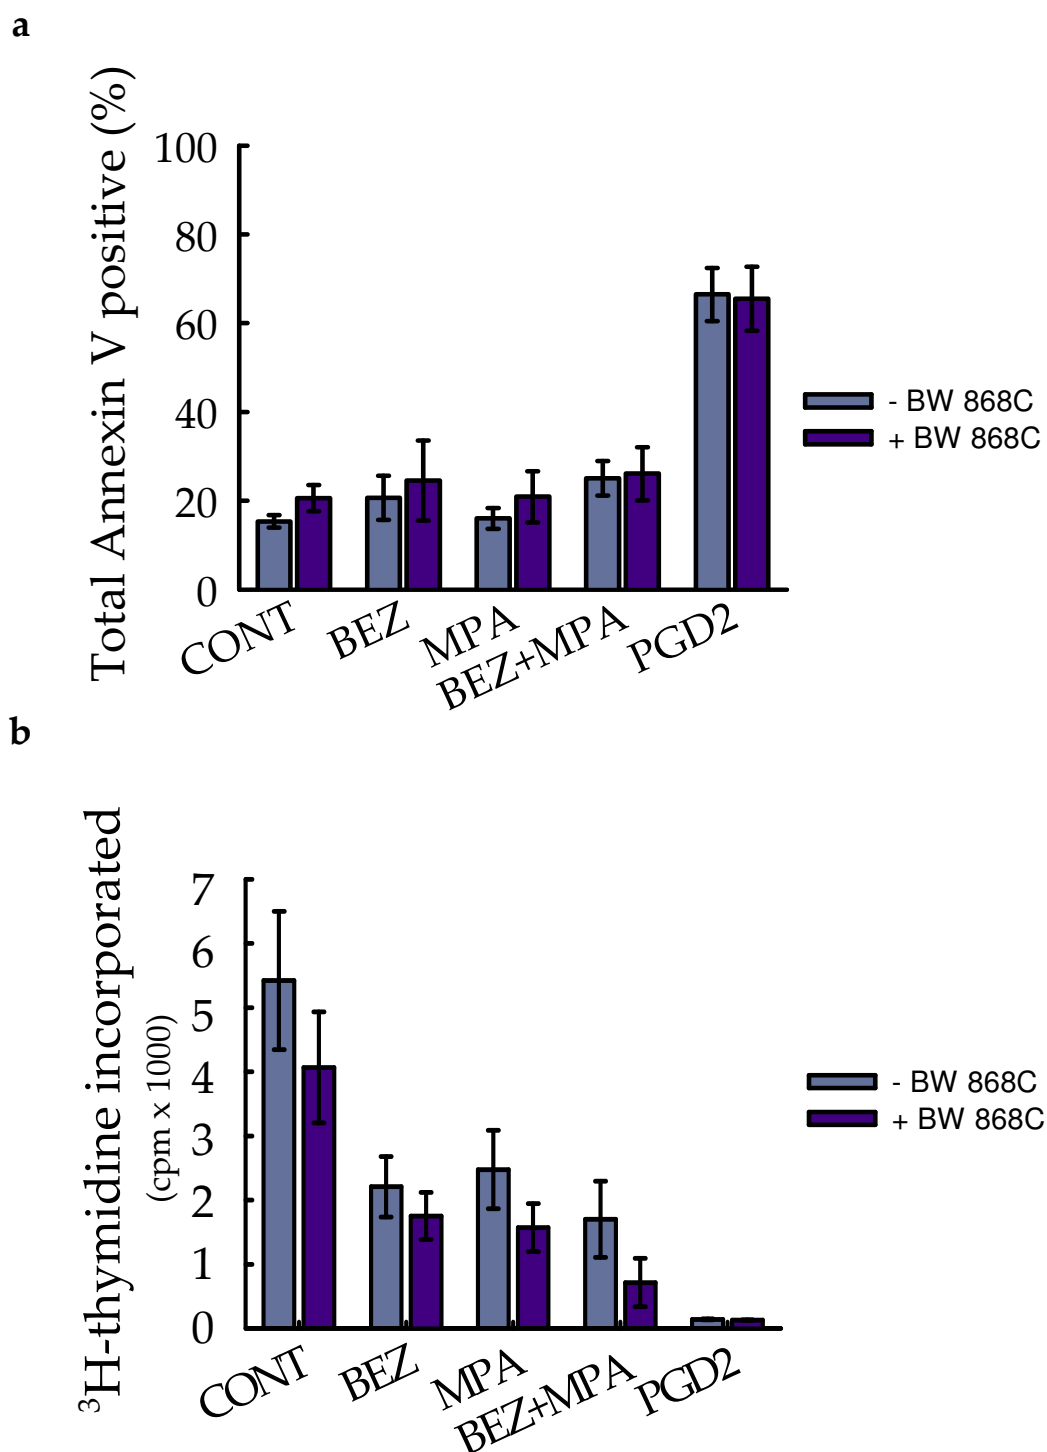 a
Total Annexin V positive (%)
100
80
60
40
20
0
CONT
BEZ
MPA
BEZ+MPA
PGD2
- BW 868C
+ BW 868C
b
³H-thymidine incorporated
(cpm x 1000)
7
6
5
4
3
2
1
0
CONT
BEZ
MPA
BEZ+MPA
PGD2
- BW 868C
+ BW 868C